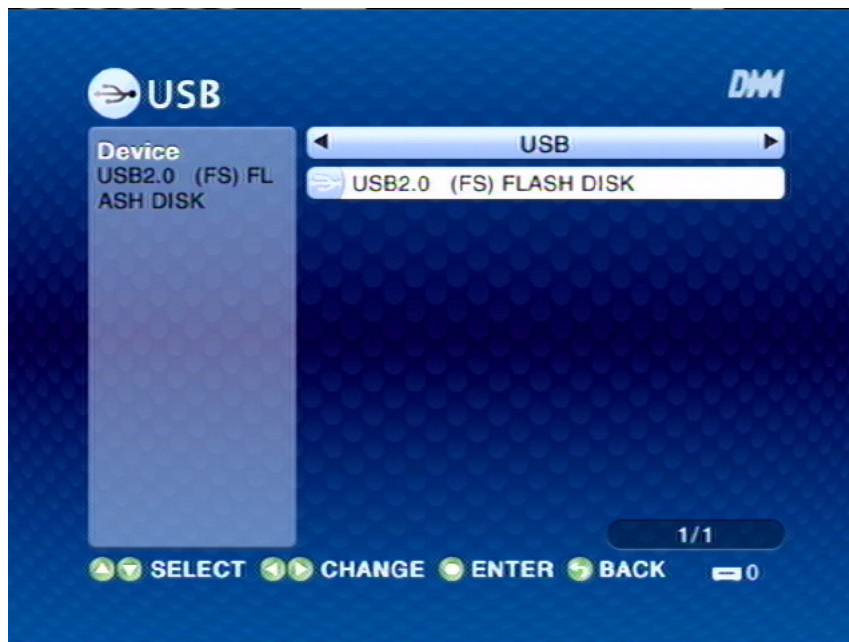 USB
DMM
Device
USB2.0 (FS) FL
ASH DISK
USB
USB2.0 (FS) FLASH DISK
1/1
SELECT CHANGE ENTER BACK 0